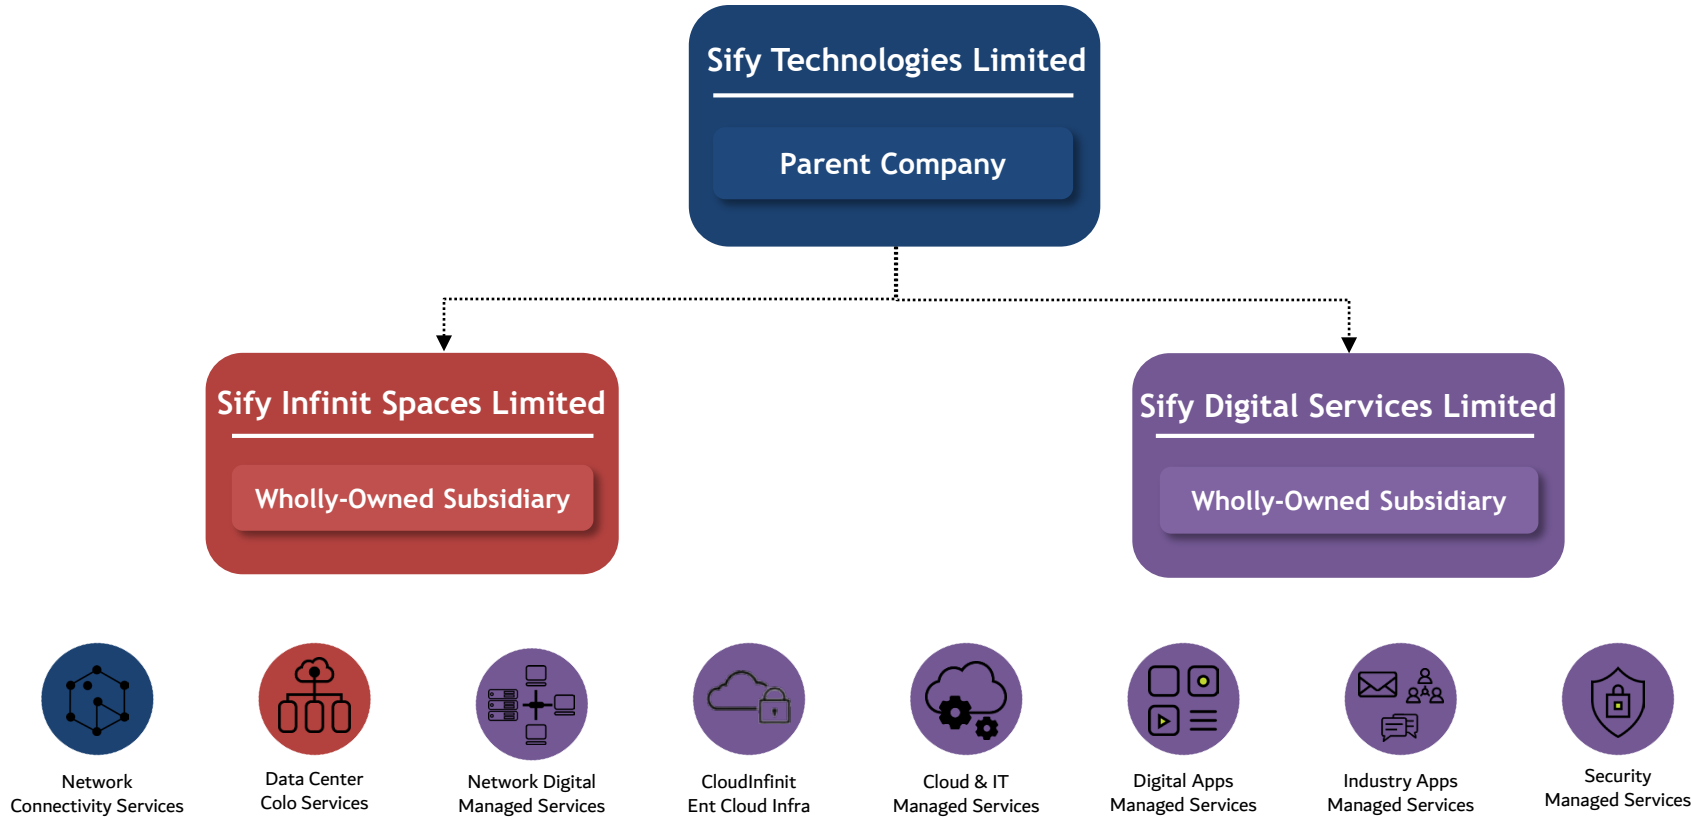 Sify Technologies Limited
Parent Company
Sify Infinit Spaces Limited
Wholly-Owned Subsidiary
Sify Digital Services Limited
Wholly-Owned Subsidiary
Network
Connectivity Services
Data Center
Colo Services
Network Digital
Managed Services
CloudInfinit
Ent Cloud Infra
Cloud & IT
Managed Services
Digital Apps
Managed Services
Industry Apps
Managed Services
Security
Managed Services